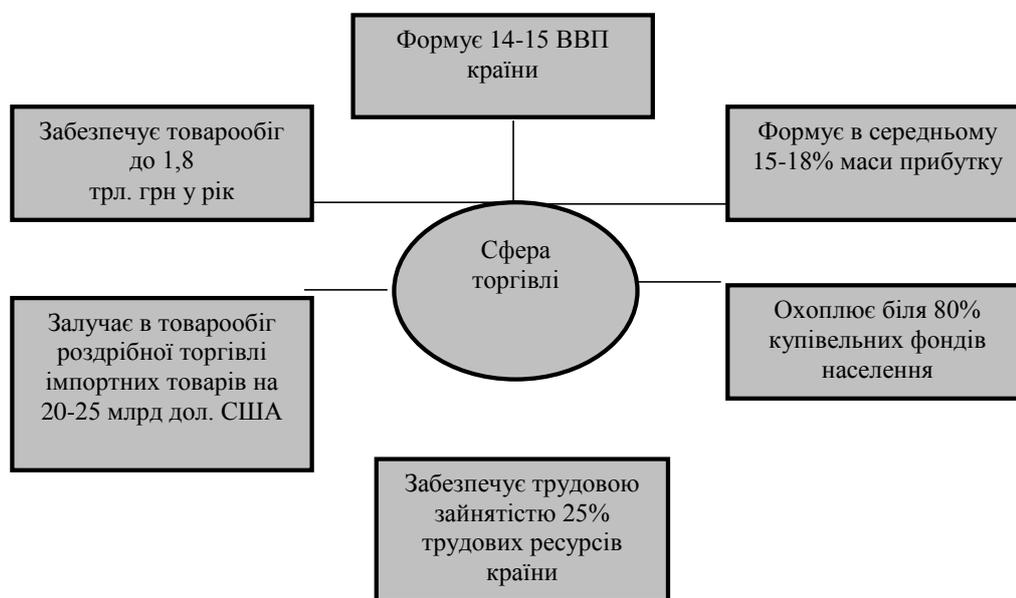 Формує 14-15 ВВП
країни
Забезпечує товарообіг
до 1,8
трл. грн у рік
Формує в середньому
15-18% маси прибутку
Сфера
торгівлі
Залучає в товарообіг
роздрібної торгівлі
імпортних товарів на
20-25 млрд дол. США
Охоплює біля 80%
купівельних фондів
населення
Забезпечує трудовою
зайнятістю 25%
трудових ресурсів
країни